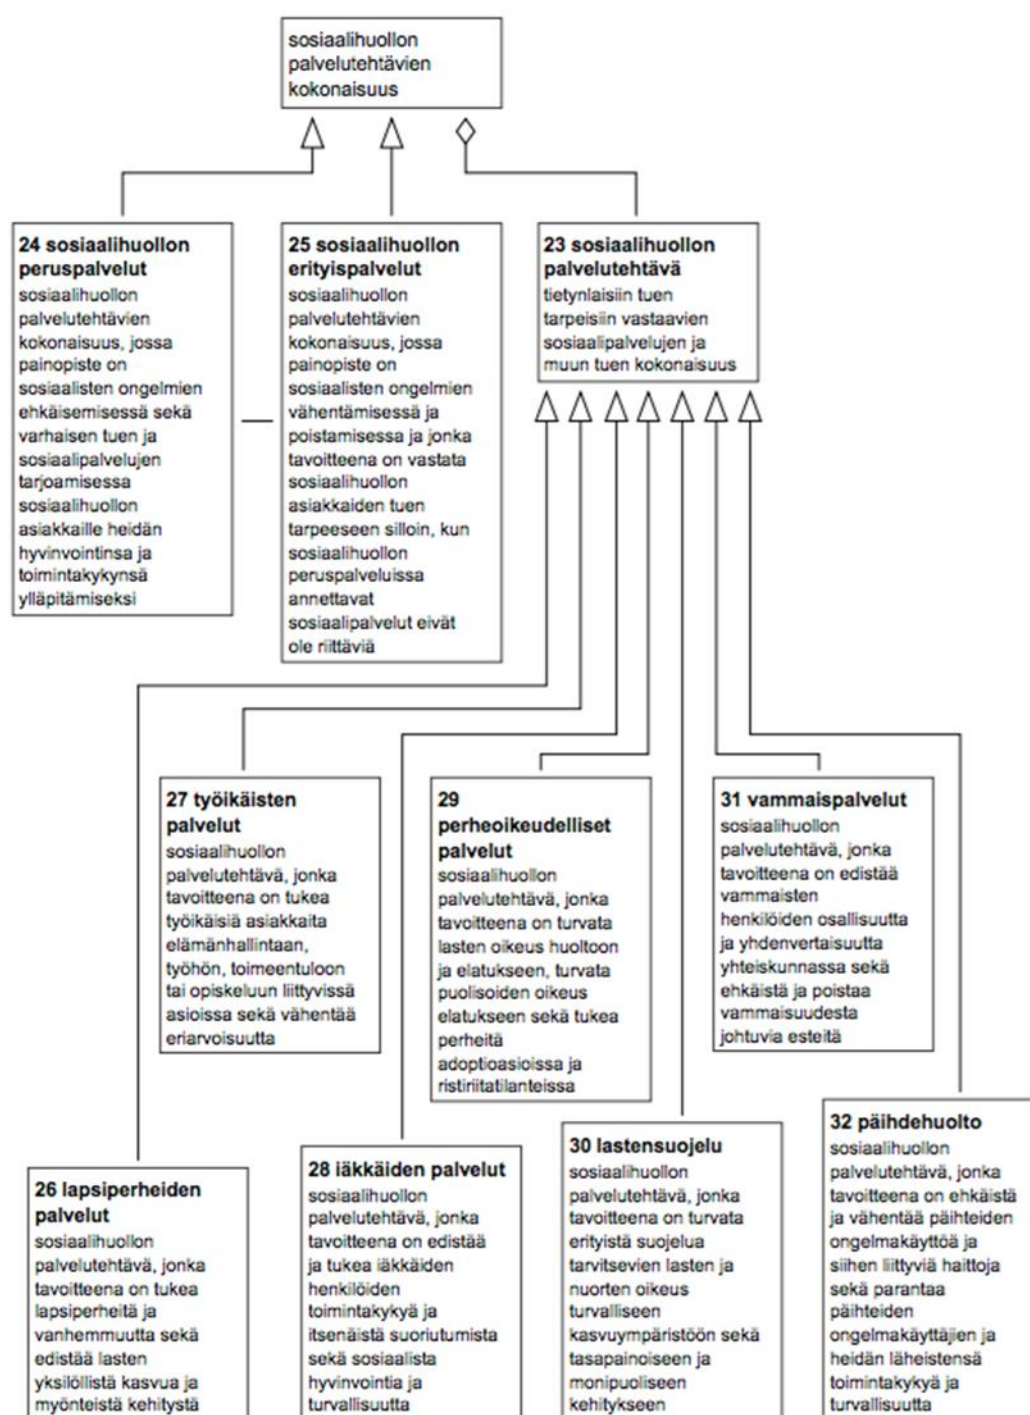 sosiaalihuollon
palvelutehtävien
kokonaisuus
24 sosiaalihuollon
peruspalvelut
sosiaalihuollon
palvelutehtävien
kokonaisuus, jossa
painopiste on
sosiaalisten ongelmien
ehkäisemisessä sekä
varhaisen tuen ja
sosiaalipalvelujen
tarjoamisessa
sosiaalihuollon
asiakkaille heidän
hyvinvointinsa ja
toimintakykynsä
ylläpitämiseksi
25 sosiaalihuollon
erityispalvelut
sosiaalihuollon
palvelutehtävien
kokonaisuus, jossa
painopiste on
sosiaalisten ongelmien
vähentämisessä ja
poistamisessa ja jonka
tavoitteena on vastata
sosiaalihuollon
asiakkaiden tuen
tarpeeseen silloin, kun
sosiaalihuollon
peruspalveluissa
annettavat
sosiaalipalvelut eivät
ole riittäviä
23 sosiaalihuollon
palvelutehtävä
tietynlaisiin tuen
tarpeisiin vastaavien
sosiaalipalvelujen ja
muun tuen kokonaisuus
27 työikäisten
palvelut
sosiaalihuollon
palvelutehtävä, jonka
tavoitteena on tukea
työikäisiä asiakkaita
elämänhallintaan,
työhön, toimeentuloon
tai opiskeluun liittyvissä
asioissa sekä vähentää
eriarvoisuutta
29
perheoikeudelliset
palvelut
sosiaalihuollon
palvelutehtävä, jonka
tavoitteena on turvata
lasten oikeus huoltoon
ja elatukseen, turvata
puolisoiden oikeus
elatukseen sekä tukea
perheitä
adoptioasioissa ja
ristiriitatilanteissa
31 vammaispalvelut
sosiaalihuollon
palvelutehtävä, jonka
tavoitteena on edistää
vammaisten
henkilöiden osallisuutta
ja yhdenvertaisuutta
yhteiskunnassa sekä
ehkäistä ja poistaa
vammaisuudesta
johtuvia esteitä
26 lapsiperheiden
palvelut
sosiaalihuollon
palvelutehtävä, jonka
tavoitteena on tukea
lapsiperheitä ja
vanhemmuutta sekä
edistää lasten
yksilöllistä kasvua ja
myönteistä kehitystä
28 iäkkäiden palvelut
sosiaalihuollon
palvelutehtävä, jonka
tavoitteena on edistää
ja tukea iäkkäiden
henkilöiden
toimintakykyä ja
itsenäistä suoriutumista
sekä sosiaalista
hyvinvointia ja
turvallisuutta
30 lastensuojelu
sosiaalihuollon
palvelutehtävä, jonka
tavoitteena on turvata
erityistä suojelua
tarvitsevien lasten ja
nuorten oikeus
turvalliseen
kasvuympäristöön sekä
tasapainoiseen ja
monipuoliseen
kehitykseen
32 päihdehuolto
sosiaalihuollon
palvelutehtävä, jonka
tavoitteena on ehkäistä
ja vähentää päihteiden
ongelmakäyttöä ja
siihen liittyviä haittoja
sekä parantaa
päihteiden
ongelmakäyttäjien ja
heidän läheistensä
toimintakykyä ja
turvallisuutta